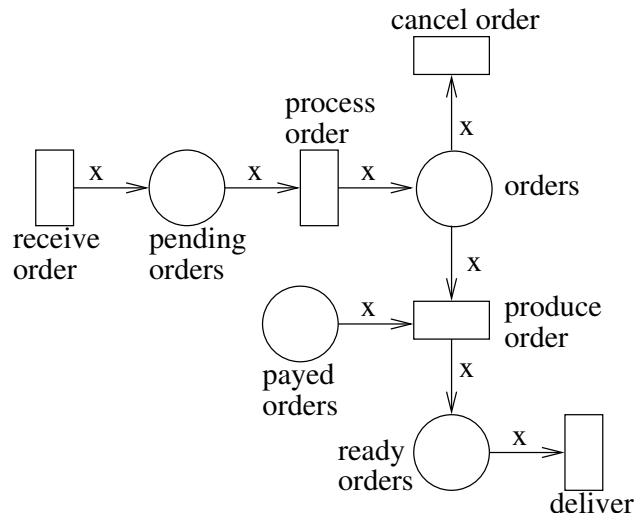 cancel order
x
process
order
x
x
x
orders
receive
order
pending
orders
x
x
produce
order
payed
orders
x
ready
orders
x
deliver